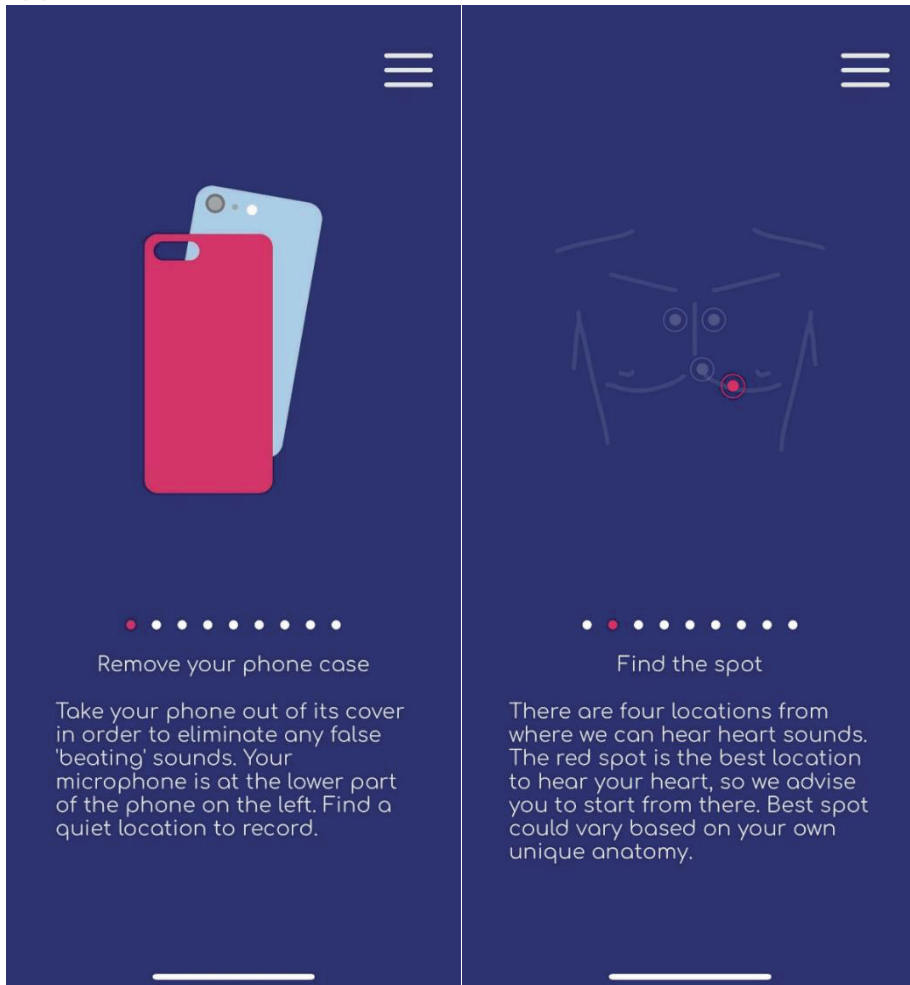 Remove your phone case
Take your phone out of its cover
in order to eliminate any false
'beating' sounds. Your
microphone is at the lower part
of the phone on the left. Find a
quiet location to record.
Find the spot
There are four locations from
where we can hear heart sounds.
The red spot is the best location
to hear your heart, so we advise
you to start from there. Best spot
could vary based on your own
unique anatomy.